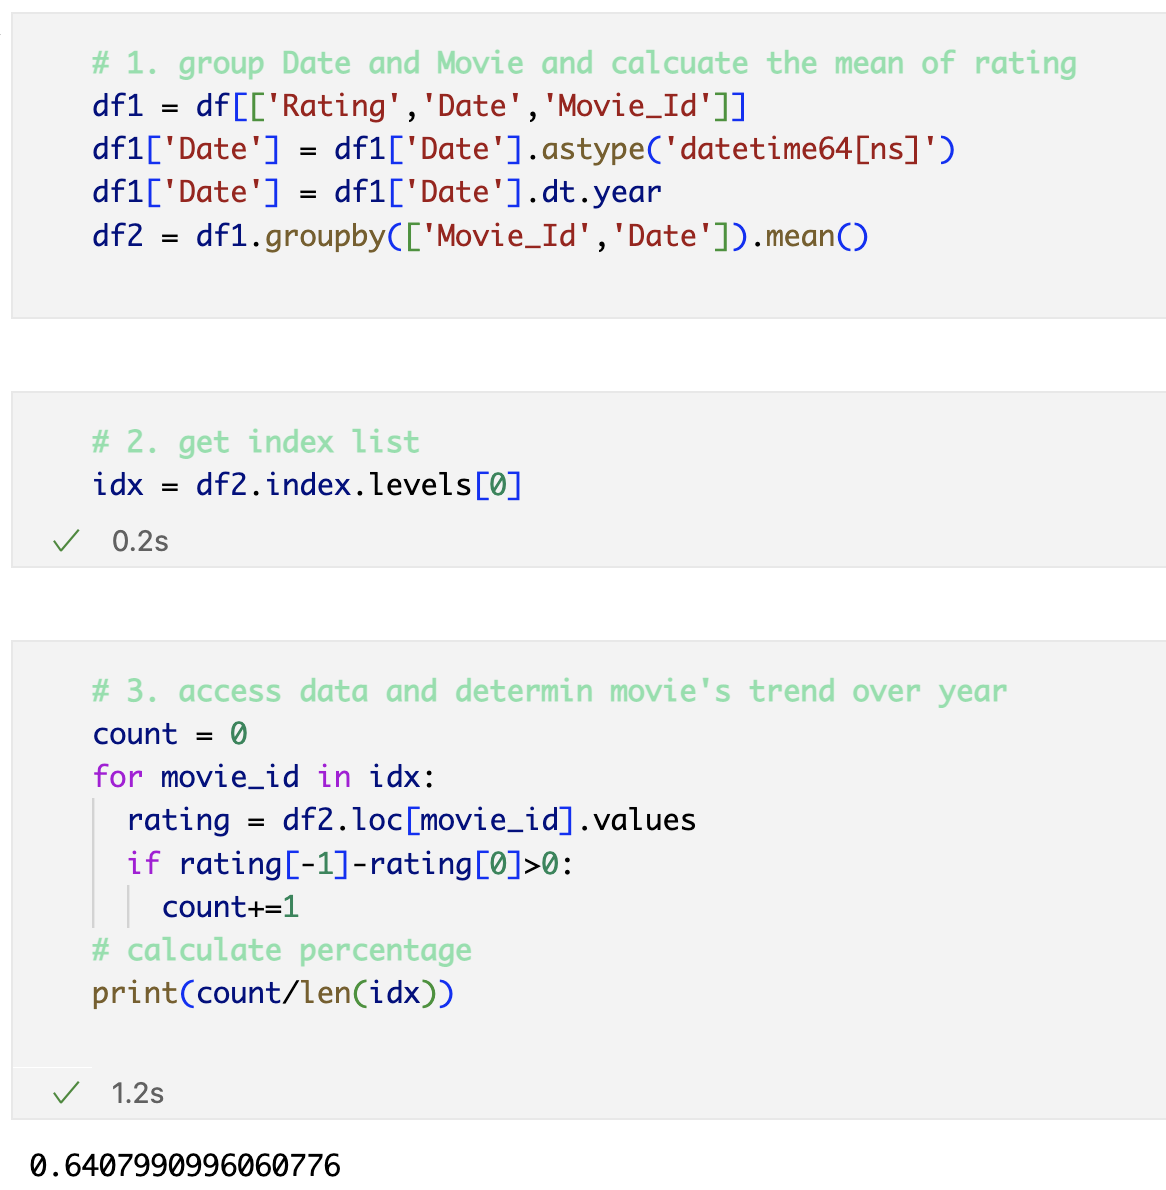 # 1. group Date and Movie and calcuate the mean of rating
df1 = df[['Rating','Date','Movie_Id']]
df1['Date'] = df1['Date'].astype('datetime64[ns]')
df1['Date'] = df1['Date'].dt.year
df2 = df1.groupby(['Movie_Id','Date']).mean()
# 2. get index list
idx = df2.index.levels[0]
0.2s
# 3. access data and determin movie's trend over year
count = 0
for movie_id in idx:
  rating = df2.loc[movie_id].values
  if rating[-1]-rating[0]>0:
    count+=1
# calculate percentage
print(count/len(idx))
1.2s
0.6407990996060776